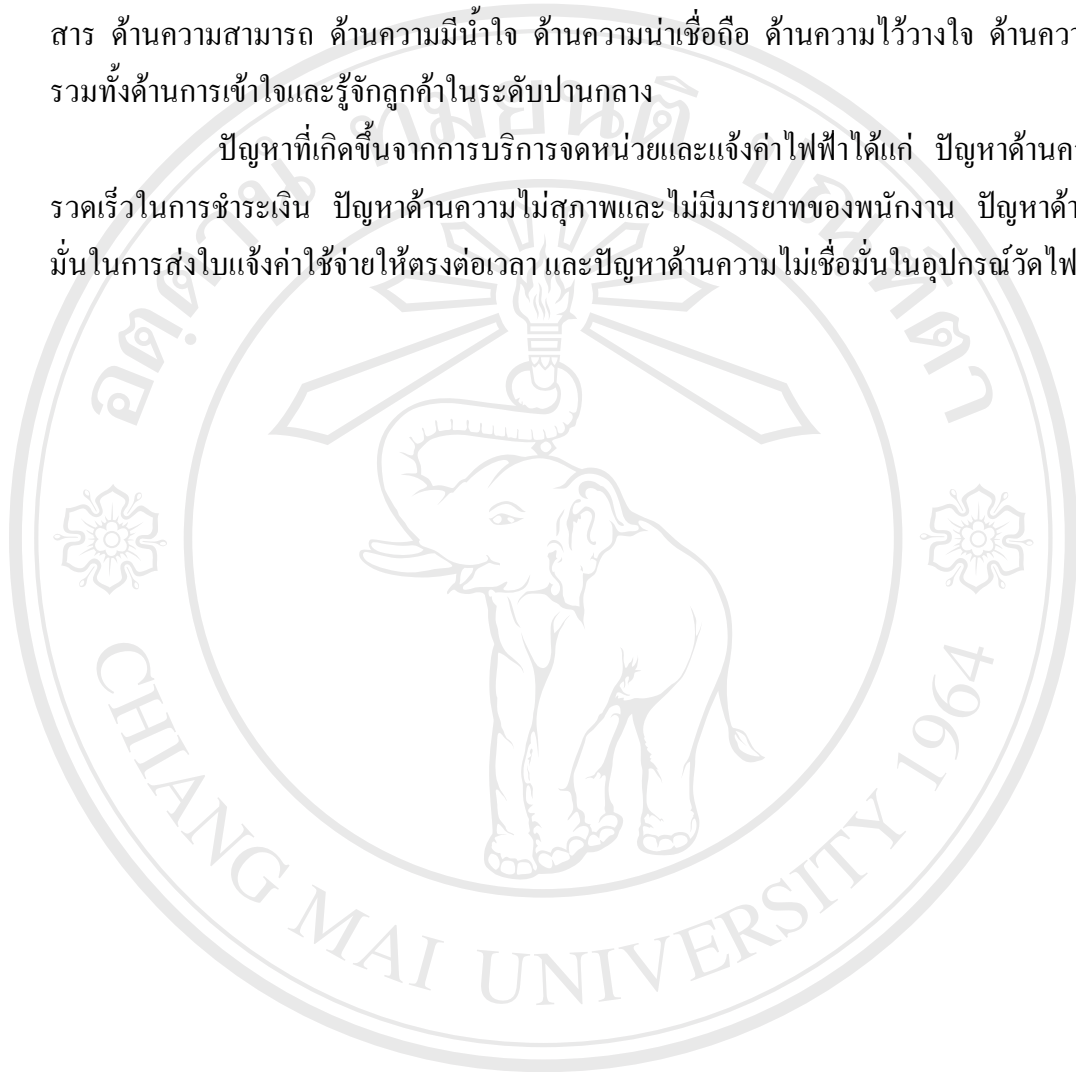 สาร ด้านความสามารถ ด้านความมีน้ำใจ ด้านความน่าเชื่อถือ ด้านความไว้วางใจ
รวมทั้งด้านการเข้าใจและรู้จักลูกค้าในระดับปานกลาง
ปัญหาที่เกิดขึ้นจากการบริการจดหน่วยและแจ้งค่าไฟฟ้าได้แก่ ปัญหาด้าน
รวดเร็วในการชำระเงิน ปัญหาด้านความไม่สุภาพและไม่มีมารยาทของพนักงาน
มั่นในการส่งใบแจ้งค่าใช้จ่ายให้ตรงต่อเวลา และปัญหาด้านความไม่เชื่อมั่นในอุปกรณ์วัดไฟ
อตฺตานํ ทมยนฺติ ปณฺฑิตา
CHIANG MAI UNIVERSITY 1964